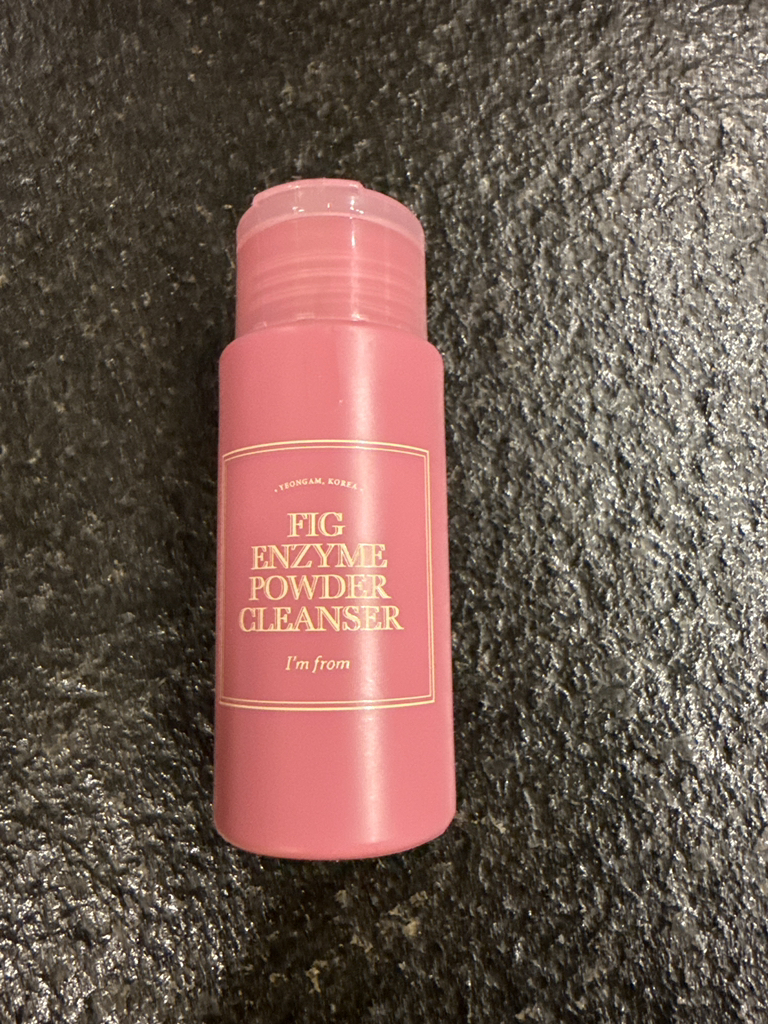 • YEONGAM, KOREA •
FIG
ENZYME
POWDER
CLEANSER
I'm from